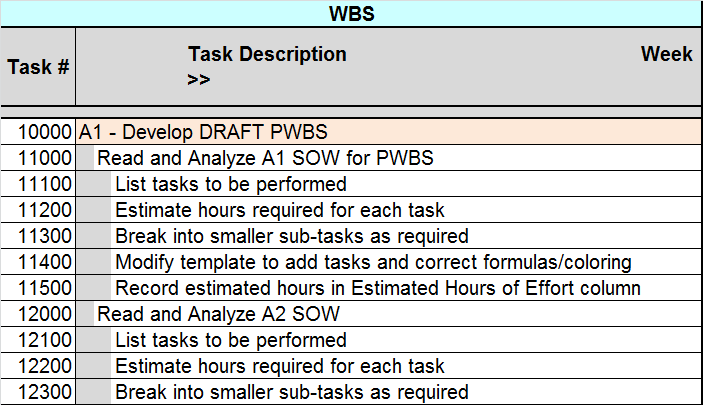 WBS
Task # Task Description Week
>>
10000 A1 - Develop DRAFT PWBS
11000 Read and Analyze A1 SOW for PWBS
11100 List tasks to be performed
11200 Estimate hours required for each task
11300 Break into smaller sub-tasks as required
11400 Modify template to add tasks and correct formulas/coloring
11500 Record estimated hours in Estimated Hours of Effort column
12000 Read and Analyze A2 SOW
12100 List tasks to be performed
12200 Estimate hours required for each task
12300 Break into smaller sub-tasks as required